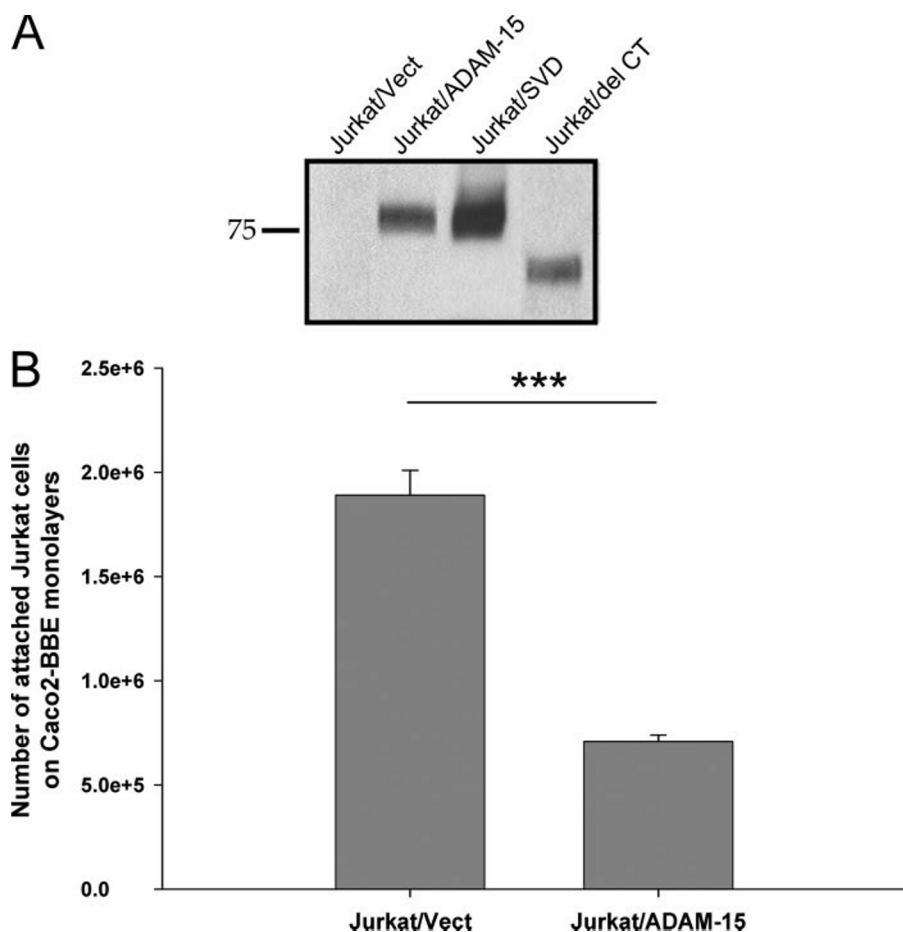 A
Jurkat/Vect
Jurkat/ADAM-15
Jurkat/SVD
Jurkat/del CT
75
B
Number of attached Jurkat cells
on Caco2-BBE monolayers
2.5e+6
2.0e+6
1.5e+6
1.0e+6
5.0e+5
0.0
***
Jurkat/Vect
Jurkat/ADAM-15